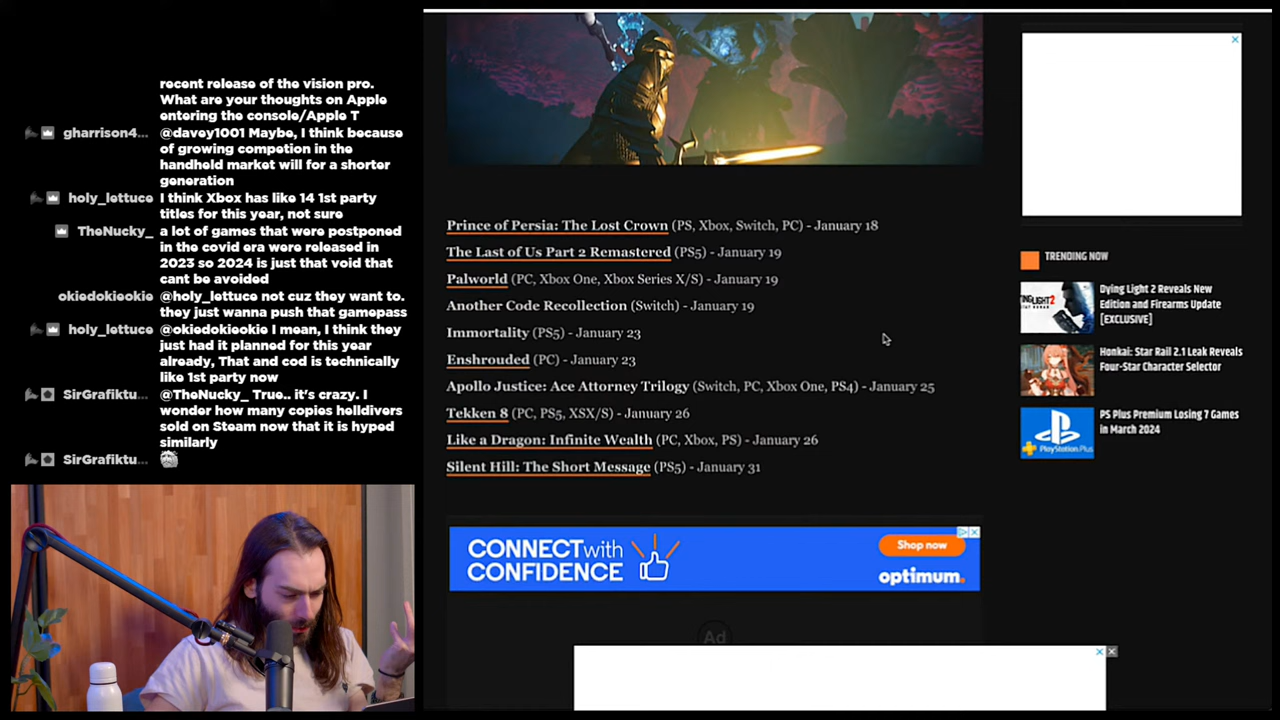 recent release of the vision pro.
What are your thoughts on Apple
entering the console/Apple T
gharrison4... @davey1001 Maybe, I think because
of growing competion in the
handheld market will for a shorter
generation
holy_lettuce I think Xbox has like 14 1st party
titles for this year, not sure
TheNucky_ a lot of games that were postponed
in the covid era were released in
2023 so 2024 is just that void that
cant be avoided
okiedokieokie @holy_lettuce not cuz they want to.
they just wanna push that gamepass
holy_lettuce @okiedokieokie I mean, I think they
just had it planned for this year
already, That and cod is technically
like 1st party now
SirGrafiktu... @TheNucky_ True.. it's crazy. I
wonder how many copies helldivers
sold on Steam now that it is hyped
similarly
SirGrafiktu...
Prince of Persia: The Lost Crown (PS, Xbox, Switch, PC) - January 18
The Last of Us Part 2 Remastered (PS5) - January 19
Palworld (PC, Xbox One, Xbox Series X/S) - January 19
Another Code Recollection (Switch) - January 19
Immortality (PS5) - January 23
Enshrouded (PC) - January 23
Apollo Justice: Ace Attorney Trilogy (Switch, PC, Xbox One, PS4) - January 25
Tekken 8 (PC, PS5, XSX/S) - January 26
Like a Dragon: Infinite Wealth (PC, Xbox, PS) - January 26
Silent Hill: The Short Message (PS5) - January 31
CONNECT with
CONFIDENCE
Shop now
optimum.
Ad
TRENDING NOW
Dying Light 2 Reveals New
Edition and Firearms Update
[EXCLUSIVE]
Honkai: Star Rail 2.1 Leak Reveals
Four-Star Character Selector
PS Plus Premium Losing 7 Games
in March 2024
PlayStation Plus